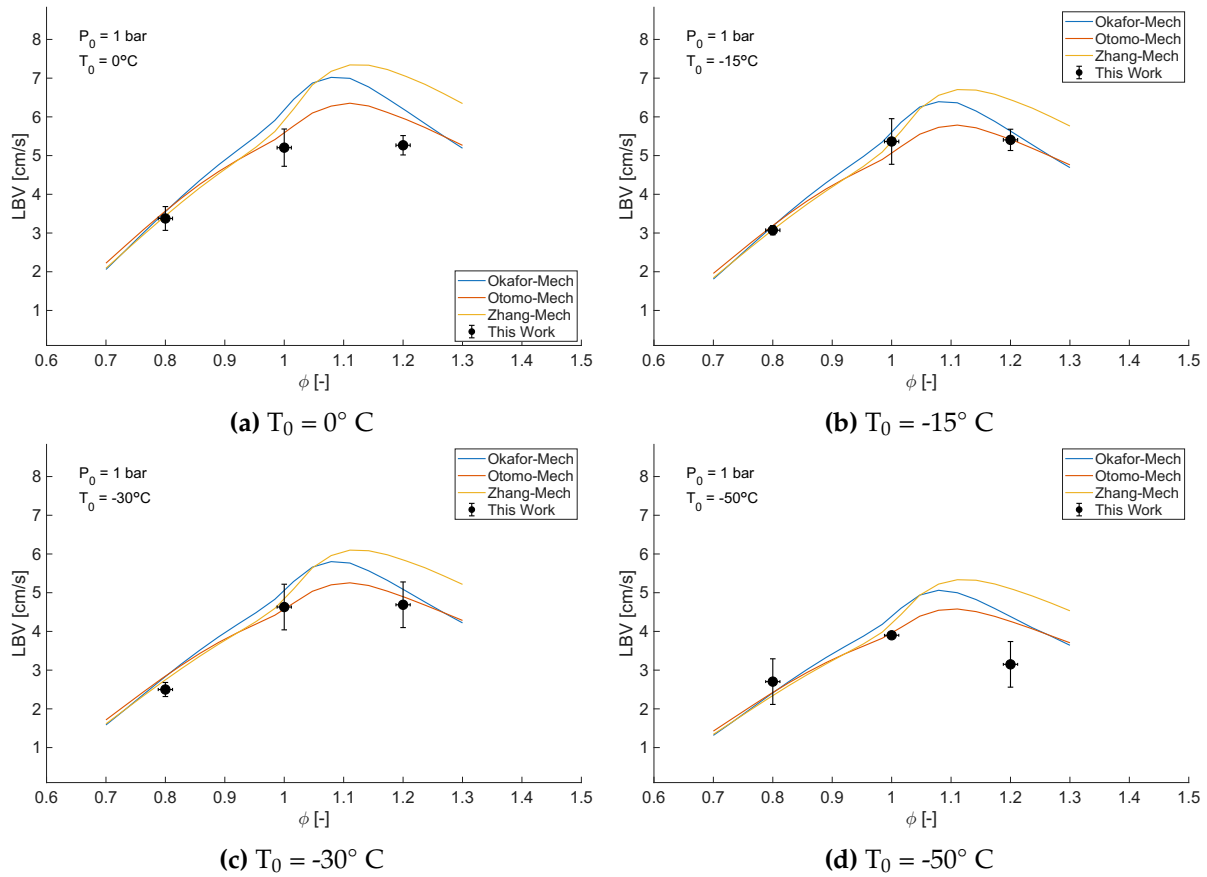 P0 = 1 bar
T0 = 0°C
LBV [cm/s]
8
7
6
5
4
3
2
1
Okafor-Mech
Otomo-Mech
Zhang-Mech
This Work
0.6 0.7 0.8 0.9 1 1.1 1.2 1.3 1.4 1.5
ϕ [-]
(a) T0 = 0° C
P0 = 1 bar
T0 = -15°C
Okafor-Mech
Otomo-Mech
Zhang-Mech
This Work
LBV [cm/s]
8
7
6
5
4
3
2
1
0.6 0.7 0.8 0.9 1 1.1 1.2 1.3 1.4 1.5
ϕ [-]
(b) T0 = -15° C
P0 = 1 bar
T0 = -30°C
Okafor-Mech
Otomo-Mech
Zhang-Mech
This Work
LBV [cm/s]
8
7
6
5
4
3
2
1
0.6 0.7 0.8 0.9 1 1.1 1.2 1.3 1.4 1.5
ϕ [-]
(c) T0 = -30° C
P0 = 1 bar
T0 = -50°C
Okafor-Mech
Otomo-Mech
Zhang-Mech
This Work
LBV [cm/s]
8
7
6
5
4
3
2
1
0.6 0.7 0.8 0.9 1 1.1 1.2 1.3 1.4 1.5
ϕ [-]
(d) T0 = -50° C